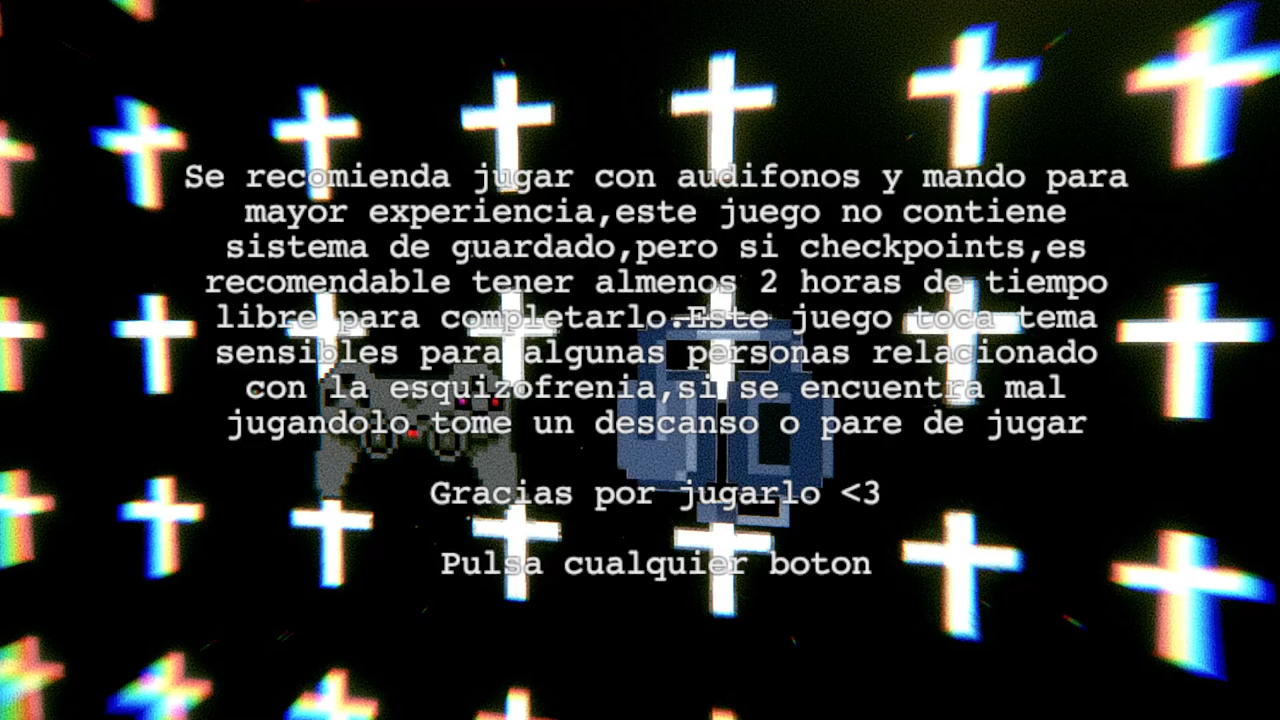 Se recomienda jugar con audifonos y mando para
mayor experiencia,este juego no contiene
sistema de guardado,pero si checkpoints,es
recomendable tener almenos 2 horas de tiempo
libre para completarlo.Este juego toca tema
sensibles para algunas personas relacionado
con la esquizofrenia,si se encuentra mal
jugandolo tome un descanso o pare de jugar
Gracias por jugarlo <3
Pulsa cualquier boton